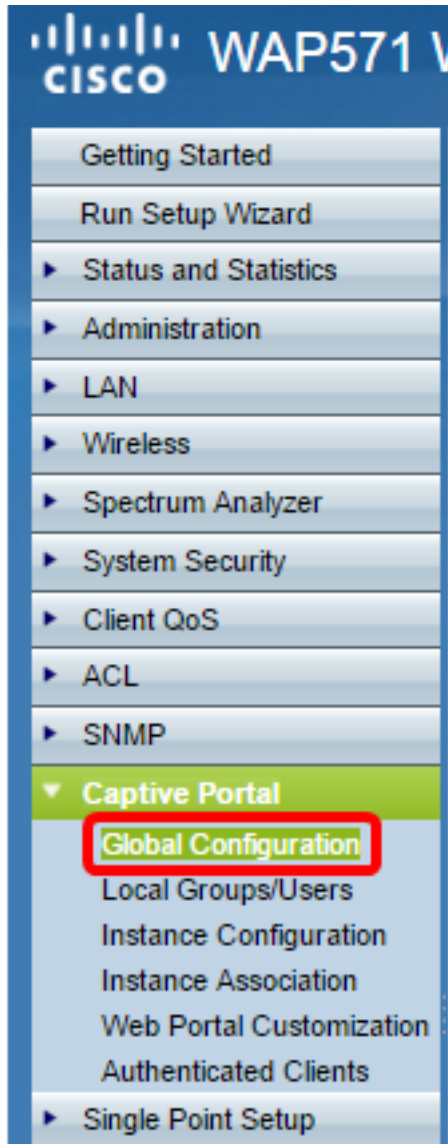 CISCO WAP571
Getting Started
Run Setup Wizard
Status and Statistics
Administration
LAN
Wireless
Spectrum Analyzer
System Security
Client QoS
ACL
SNMP
Captive Portal
Global Configuration
Local Groups/Users
Instance Configuration
Instance Association
Web Portal Customization
Authenticated Clients
Single Point Setup